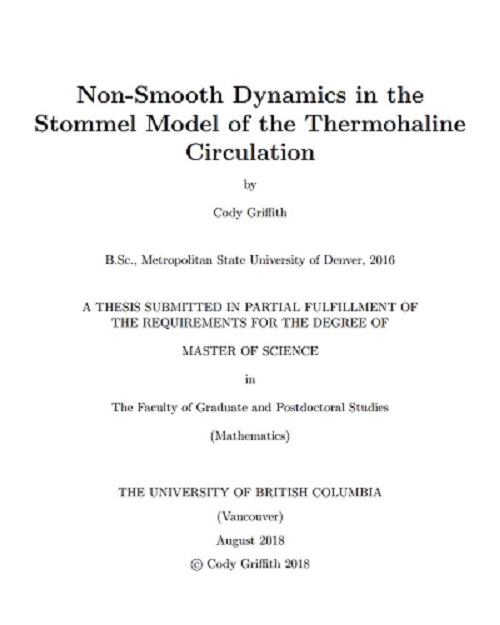 Non-Smooth Dynamics in the
Stommel Model of the Thermohaline
Circulation
by
Cody Griffith
B.Sc., Metropolitan State University of Denver, 2016
A THESIS SUBMITTED IN PARTIAL FULFILLMENT OF
THE REQUIREMENTS FOR THE DEGREE OF
MASTER OF SCIENCE
in
The Faculty of Graduate and Postdoctoral Studies
(Mathematics)
THE UNIVERSITY OF BRITISH COLUMBIA
(Vancouver)
August 2018
© Cody Griffith 2018